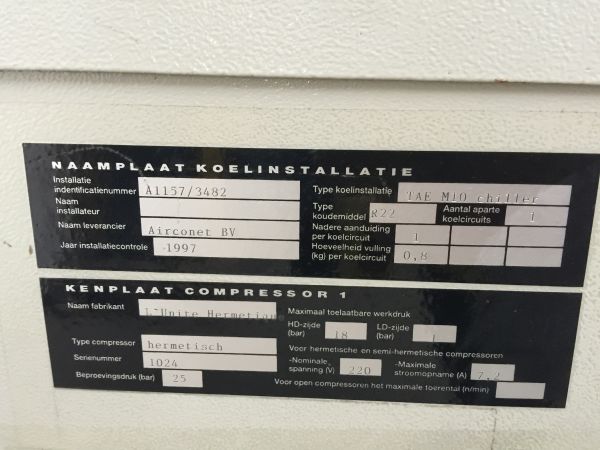 NAAMPLAAT KOELINSTALLATIE
Installatie indentificatienummer A1157/3482
Naam installateur
Naam leverancier Airconet BV
Jaar installatiecontrole -1997
Type koelinstallatie TAE M10 chiller
Type koudemiddel R22 Aantal aparte koelcircuits 1
Nadere aanduiding per koelcircuit 1
Hoeveelheid vulling (kg) per koelcircuit 0,8
KENPLAAT COMPRESSOR 1
Naam fabrikant L'Unite Hermetique
Type compressor hermetisch
Serienummer 1024
Beproevingsdruk (bar) 25
Maximaal toelaatbare werkdruk
HD-zijde (bar) 18 LD-zijde (bar) 1
Voor hermetische en semi-hermetische compressoren
-Nominale spanning (V) 220 -Maximale stroomopname (A) 7,2
Voor open compressoren het maximale toerental (n/min)